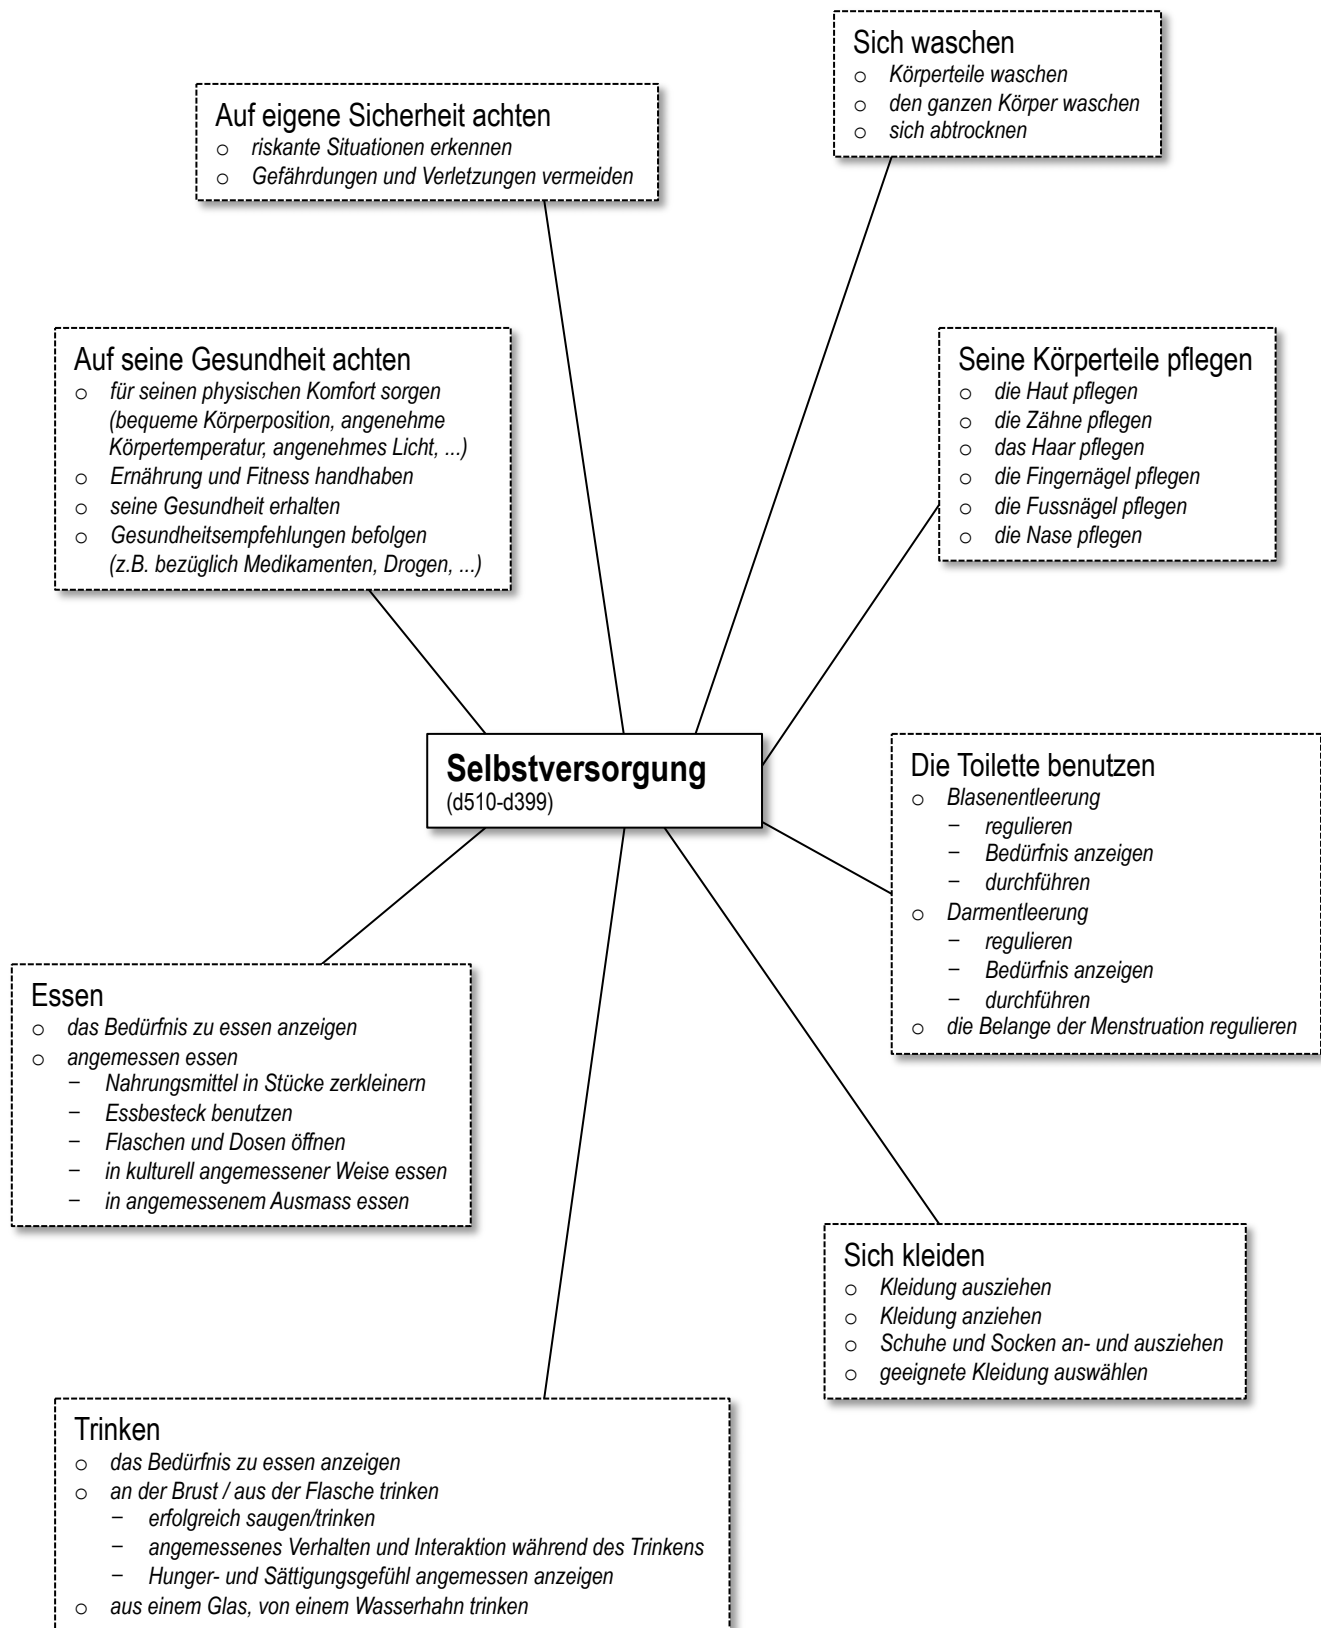 Sich waschen
o Körperteile waschen
o den ganzen Körper waschen
o sich abtrocknen
Auf eigene Sicherheit achten
o riskante Situationen erkennen
o Gefährdungen und Verletzungen vermeiden
Auf seine Gesundheit achten
o für seinen physischen Komfort sorgen
(bequeme Körperposition, angenehme
Körpertemperatur, angenehmes Licht, ...)
o Ernährung und Fitness handhaben
o seine Gesundheit erhalten
o Gesundheitsempfehlungen befolgen
(z.B. bezüglich Medikamenten, Drogen, ...)
Seine Körperteile pflegen
o die Haut pflegen
o die Zähne pflegen
o das Haar pflegen
o die Fingernägel pflegen
o die Fussnägel pflegen
o die Nase pflegen
Selbstversorgung
(d510-d399)
Die Toilette benutzen
o Blasenentleerung
− regulieren
− Bedürfnis anzeigen
− durchführen
o Darmentleerung
− regulieren
− Bedürfnis anzeigen
− durchführen
o die Belange der Menstruation regulieren
Essen
o das Bedürfnis zu essen anzeigen
o angemessen essen
− Nahrungsmittel in Stücke zerkleinern
− Essbesteck benutzen
− Flaschen und Dosen öffnen
− in kulturell angemessener Weise essen
− in angemessenem Ausmass essen
Sich kleiden
o Kleidung ausziehen
o Kleidung anziehen
o Schuhe und Socken an- und ausziehen
o geeignete Kleidung auswählen
Trinken
o das Bedürfnis zu essen anzeigen
o an der Brust / aus der Flasche trinken
− erfolgreich saugen/trinken
− angemessenes Verhalten und Interaktion während des Trinkens
− Hunger- und Sättigungsgefühl angemessen anzeigen
o aus einem Glas, von einem Wasserhahn trinken